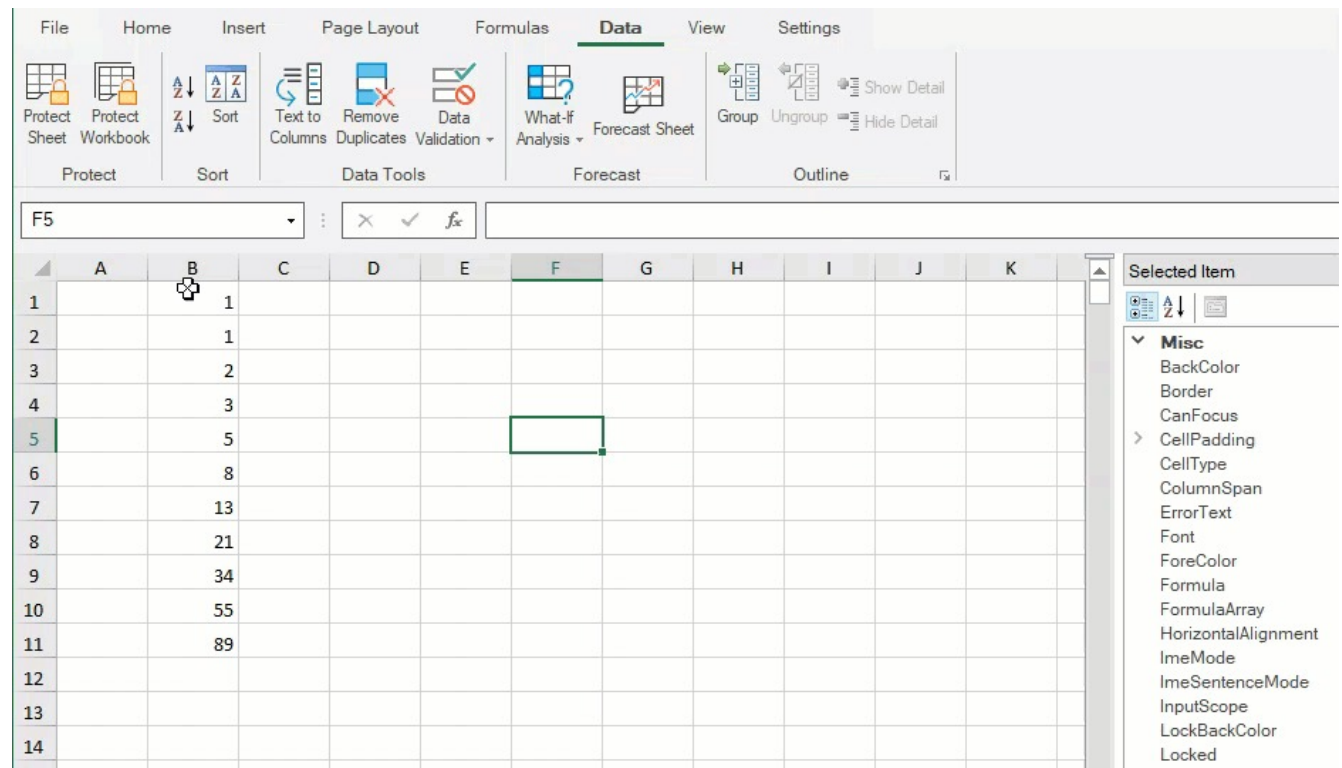 File Home Insert Page Layout Formulas Data View Settings
Protect Sheet Protect Workbook
Protect
A Z Z A A Z Z A Sort
Sort
Text to Columns Remove Duplicates Data Validation
Data Tools
What-If Analysis Forecast Sheet
Forecast
Group Ungroup Show Detail
Hide Detail
Outline
F5
fx
A B C D E F G H I J K
1 1
2 1
3 2
4 3
5 5
6 8
7 13
8 21
9 34
10 55
11 89
12
13
14
Selected Item
A Z
Misc
BackColor
Border
CanFocus
CellPadding
CellType
ColumnSpan
ErrorText
Font
ForeColor
Formula
FormulaArray
HorizontalAlignment
ImeMode
ImeSentenceMode
InputScope
LockBackColor
Locked